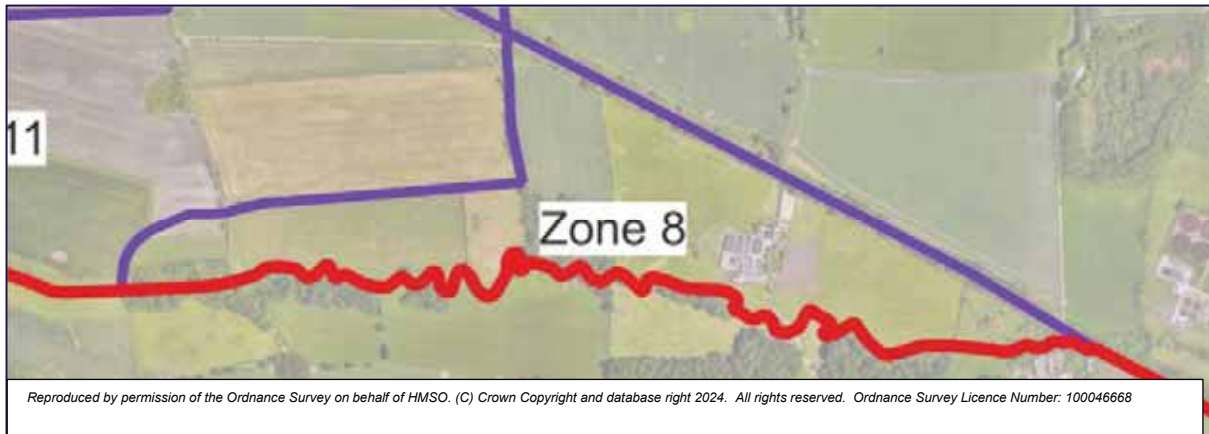 11
Zone 8
Reproduced by permission of the Ordnance Survey on behalf of HMSO. (C) Crown Copyright and database right 2024. All rights reserved. Ordnance Survey Licence Number: 100046668